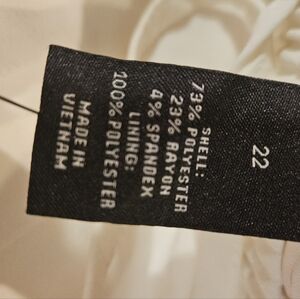 22
SHELL:
73% POLYESTER
23% RAYON
4% SPANDEX
LINING:
100% POLYESTER
MADE IN
VIETNAM